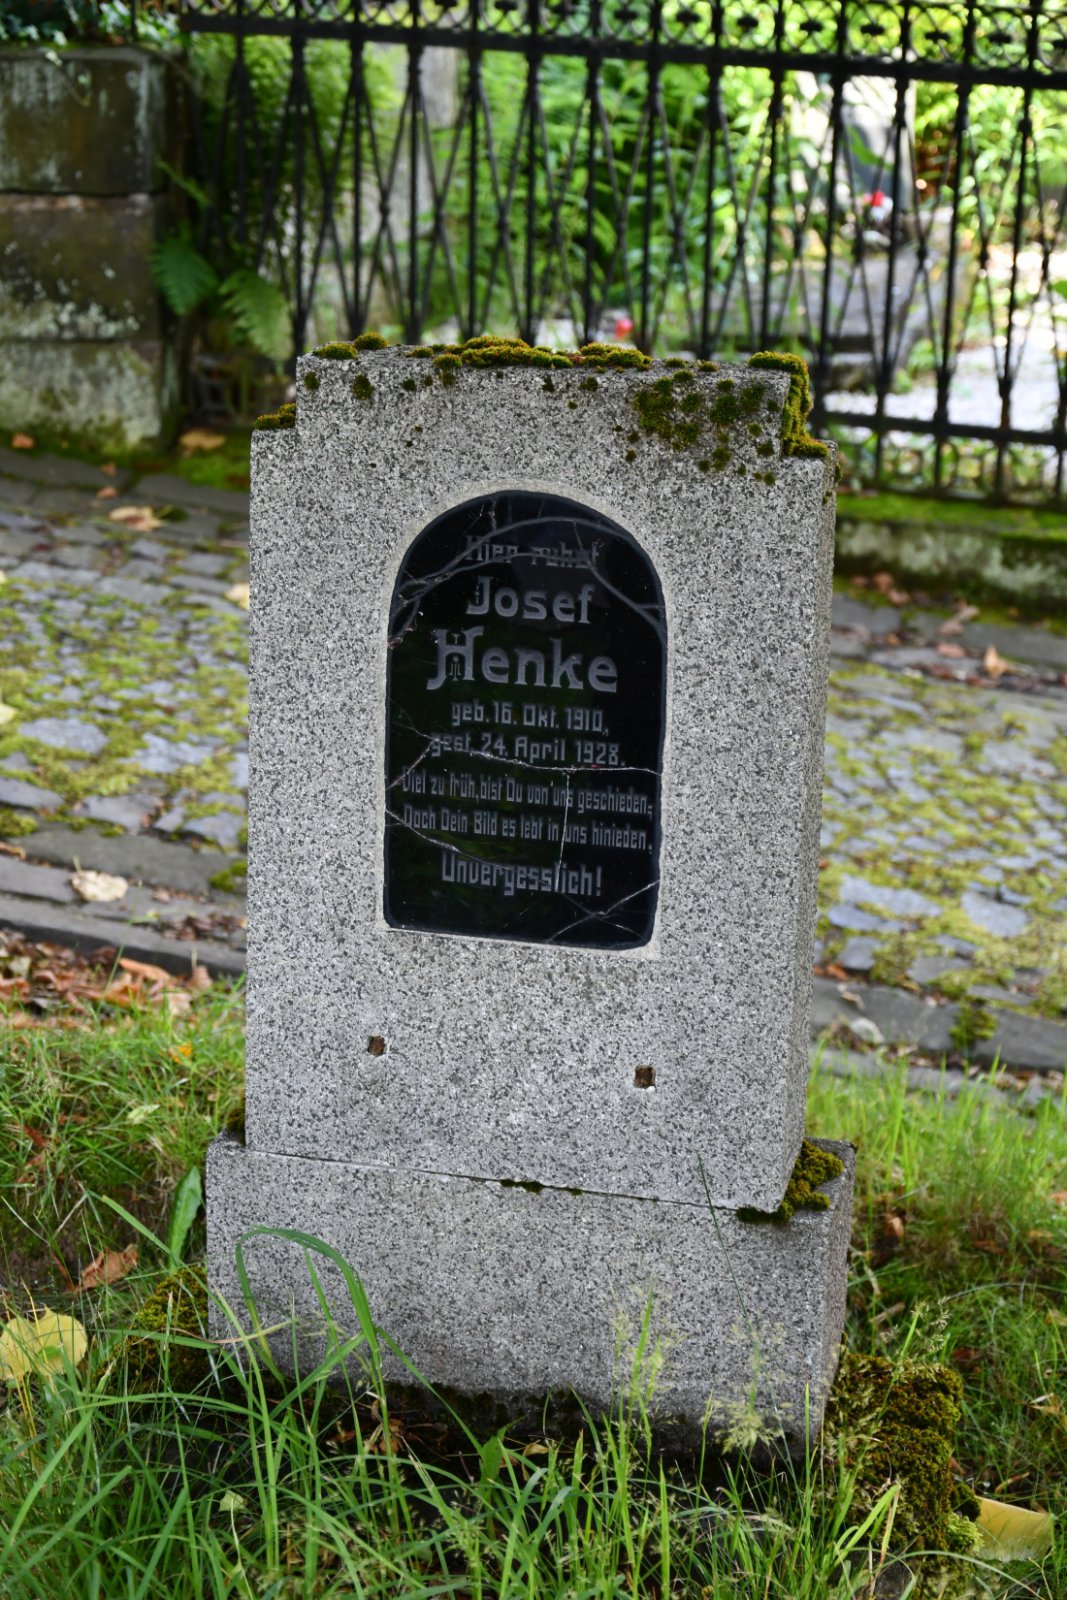 Hier ruht
Josef
Henke
geb. 16. Okt. 1910,
gest. 24. April 1928.
Viel zu früh, bist Du von uns geschieden;
Doch Dein Bild es lebt in uns hinieden.
Unvergesslich!